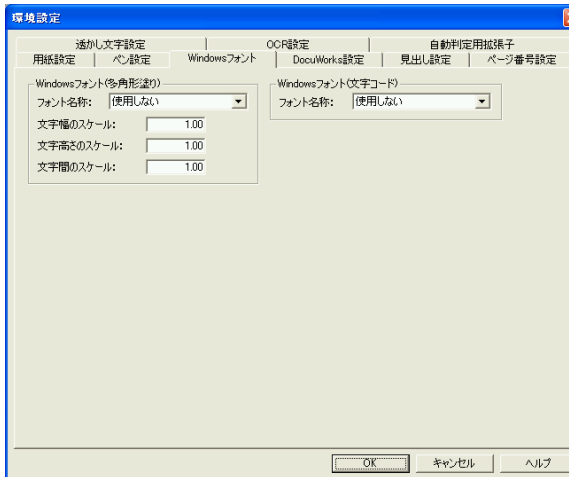 環境設定
透かし文字設定 OCR設定 自動判定用拡張子
用紙設定 ペン設定 Windowsフォント DocuWorks設定 見出し設定 ページ番号設定
Windowsフォント(多角形塗り) Windowsフォント(文字コード)
フォント名称: 使用しない フォント名称: 使用しない
文字幅のスケール: 1.00
文字高さのスケール: 1.00
文字間のスケール: 1.00
OK キャンセル ヘルプ